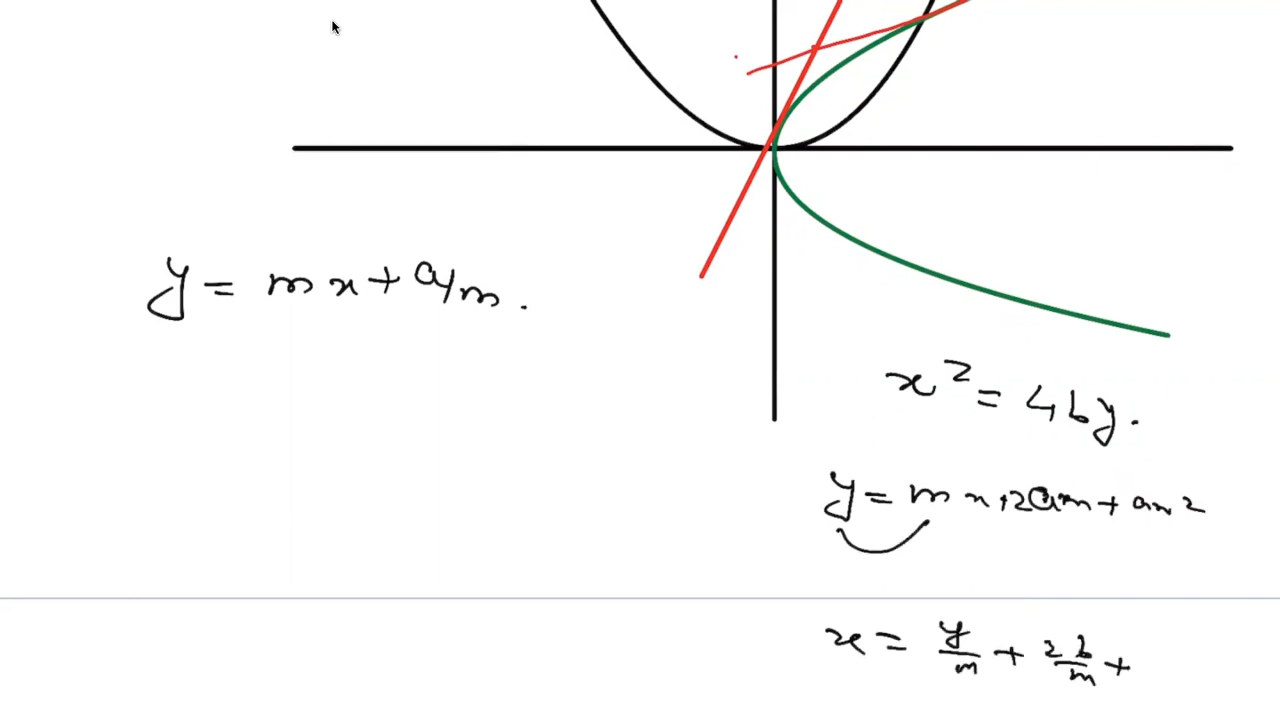 y = mx + a/m.
x² = 4by.
y = mx + 2am + am²
x = y/m + 2b/m +